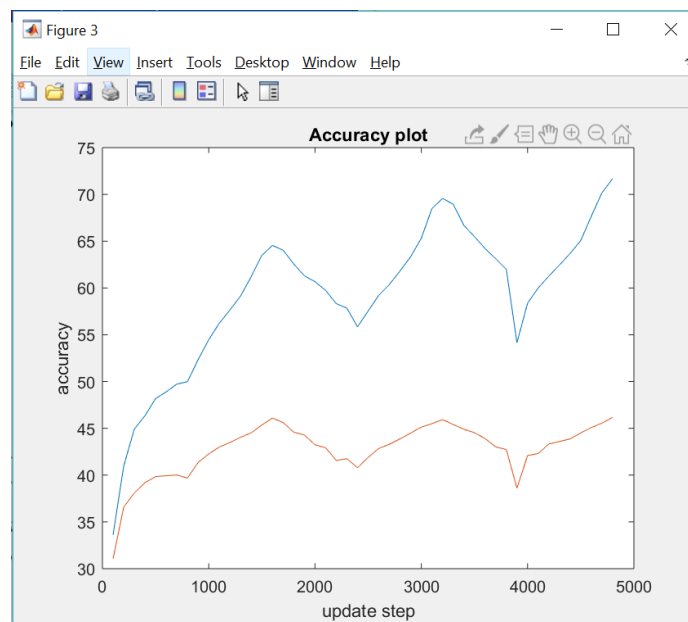 Figure 3
File Edit View Insert Tools Desktop Window Help
Accuracy plot
75
70
65
60
55
50
45
40
35
30
accuracy
0 1000 2000 3000 4000 5000
update step